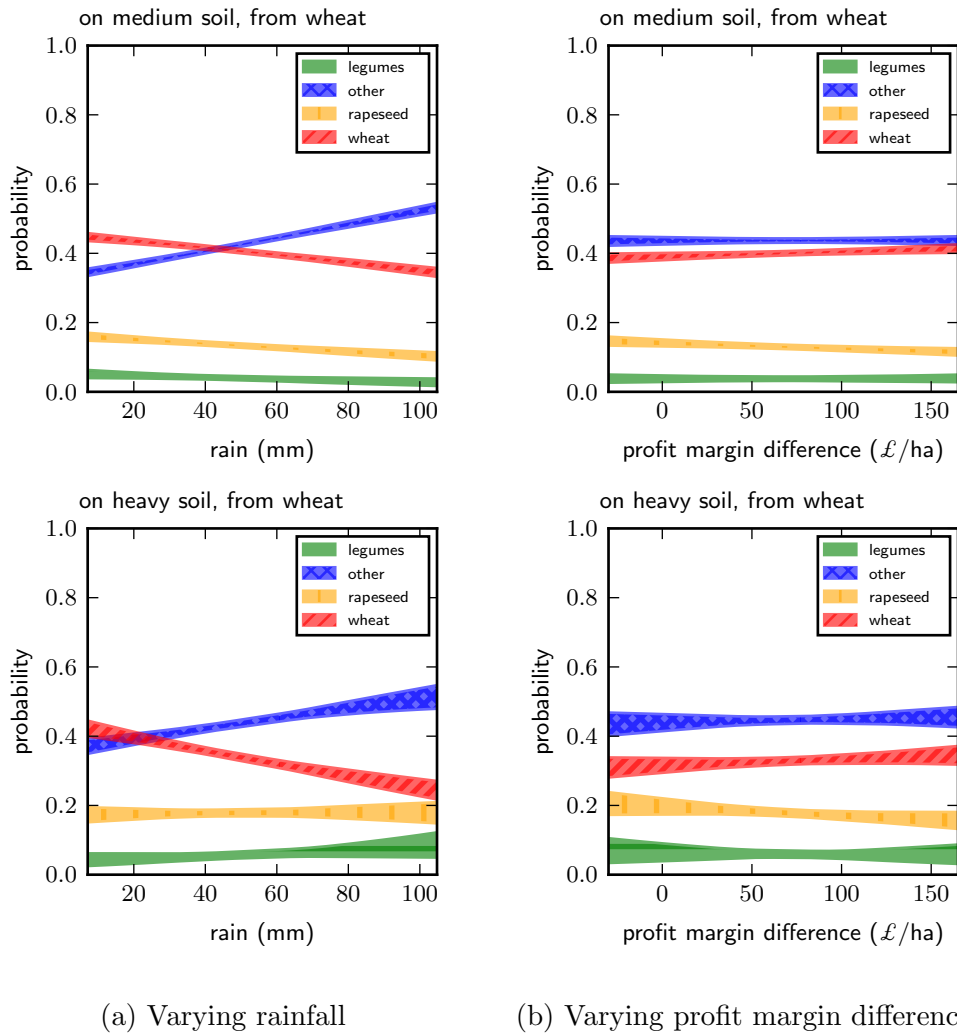 on medium soil, from wheat
1.0
0.8
0.6
0.4
0.2
0.0
probability
legumes
other
rapeseed
wheat
20 40 60 80 100
rain (mm)
on medium soil, from wheat
1.0
0.8
0.6
0.4
0.2
0.0
probability
legumes
other
rapeseed
wheat
0 50 100 150
profit margin difference (£/ha)
on heavy soil, from wheat
1.0
0.8
0.6
0.4
0.2
0.0
probability
legumes
other
rapeseed
wheat
20 40 60 80 100
rain (mm)
on heavy soil, from wheat
1.0
0.8
0.6
0.4
0.2
0.0
probability
legumes
other
rapeseed
wheat
0 50 100 150
profit margin difference (£/ha)
(a) Varying rainfall
(b) Varying profit margin differenc